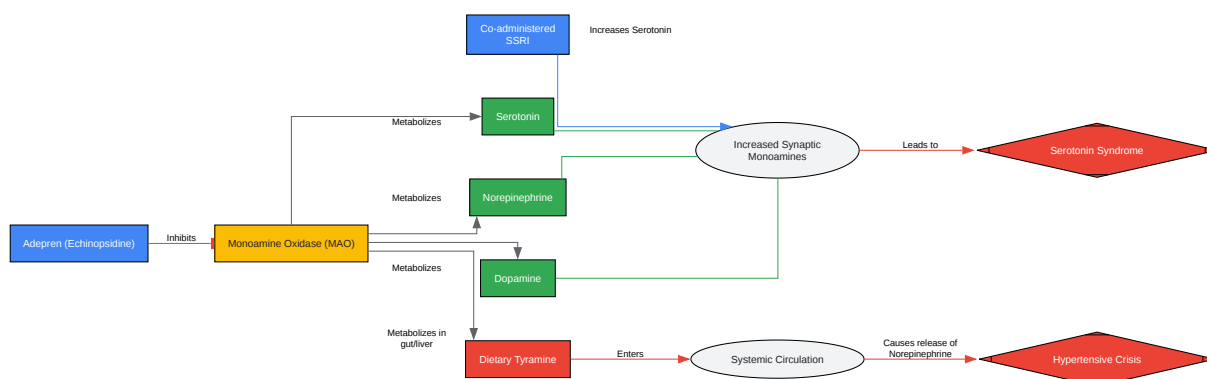 Co-administered
SSRI
Increases Serotonin
Serotonin
Metabolizes
Increased Synaptic
Monoamines
Leads to
Serotonin Syndrome
Metabolizes
Norepinephrine
Adepren (Echinopsidine)
Inhibits
Monoamine Oxidase (MAO)
Metabolizes
Dopamine
Metabolizes in
gut/liver
Dietary Tyramine
Enters
Systemic Circulation
Causes release of
Norepinephrine
Hypertensive Crisis